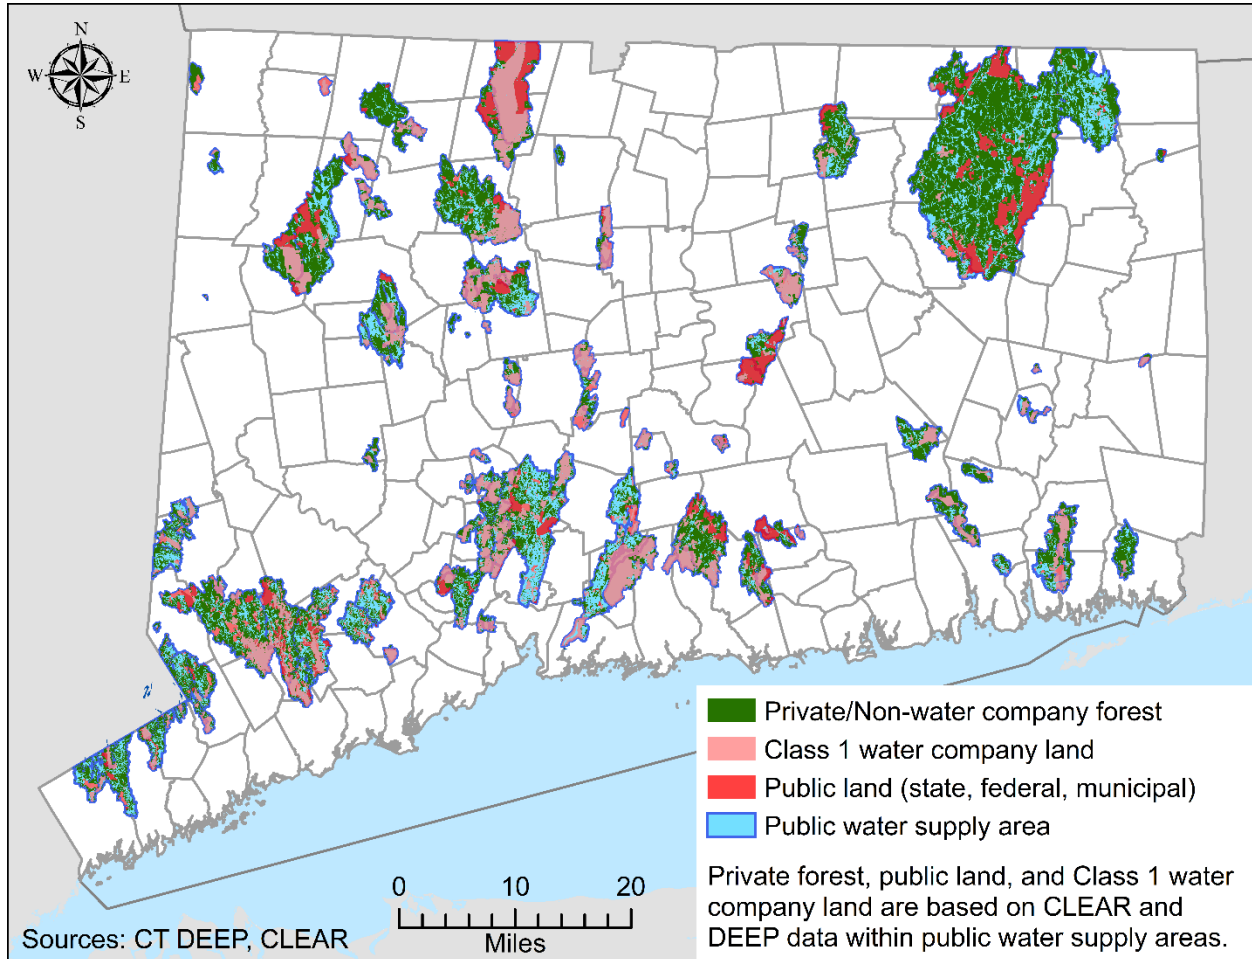 N
W E
S
Private/Non-water company forest
Class 1 water company land
Public land (state, federal, municipal)
Public water supply area
Private forest, public land, and Class 1 water
company land are based on CLEAR and
DEEP data within public water supply areas.
0 10 20
Miles
Sources: CT DEEP, CLEAR